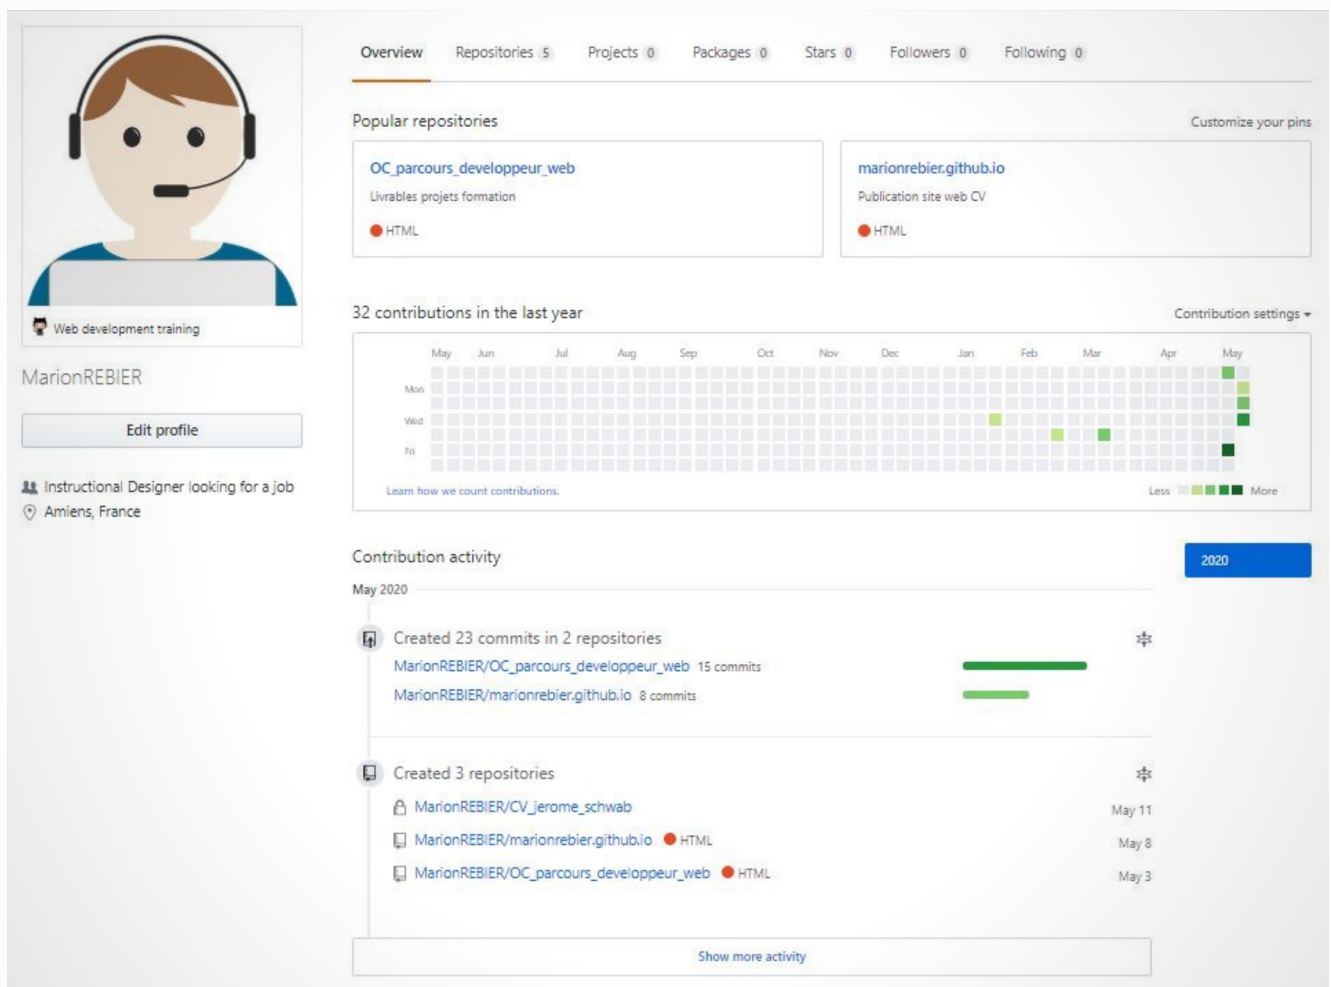 Overview Repositories 5 Projects 0 Packages 0 Stars 0 Followers 0 Following 0
Web development training
MarionREBIER
Edit profile
Instructional Designer looking for a job
Amiens, France
Popular repositories Customize your pins
OC_parcours_developpeur_web
Livrables projets formation
HTML
marionrebier.github.io
Publication site web CV
HTML
32 contributions in the last year Contribution settings
May Jun Jul Aug Sep Oct Nov Dec Jan Feb Mar Apr May
Mon
Wed
Fri
Learn how we count contributions. Less More
Contribution activity 2020
May 2020
Created 23 commits in 2 repositories
MarionREBIER/OC_parcours_developpeur_web 15 commits
MarionREBIER/marionrebier.github.io 8 commits
Created 3 repositories
MarionREBIER/CV_jerome_schwab May 11
MarionREBIER/marionrebier.github.io HTML May 8
MarionREBIER/OC_parcours_developpeur_web HTML May 3
Show more activity